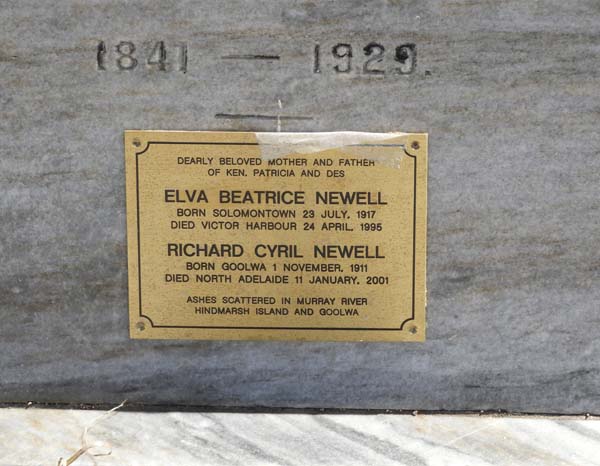 1841 — 1929.
DEARLY BELOVED MOTHER AND FATHER
OF KEN, PATRICIA AND DES
ELVA BEATRICE NEWELL
BORN SOLOMONTOWN 23 JULY, 1917
DIED VICTOR HARBOUR 24 APRIL, 1995
RICHARD CYRIL NEWELL
BORN GOOLWA 1 NOVEMBER, 1911
DIED NORTH ADELAIDE 11 JANUARY, 2001
ASHES SCATTERED IN MURRAY RIVER
HINDMARSH ISLAND AND GOOLWA